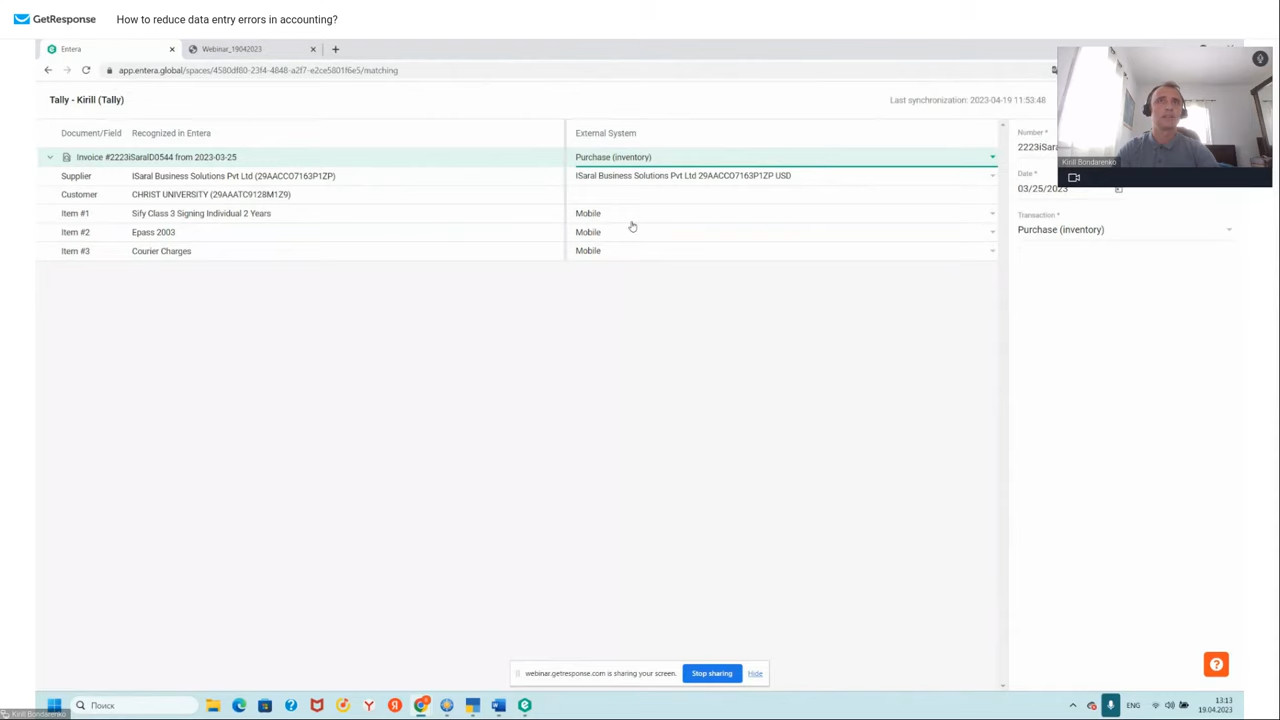 GetResponse How to reduce data entry errors in accounting?
Entera Webinar_19042023
app.entera.global/spaces/4580df80-23f4-4848-a2f7-e2ce5801f6e5/matching
Tally - Kirill (Tally) Last synchronization: 2023-04-19 11:53:48
Document/Field Recognized in Entera External System Number *
Invoice #2223iSaralD0544 from 2023-03-25 Purchase (inventory) 2223iSara
Kirill Bondarenko
Supplier ISaral Business Solutions Pvt Ltd (29AACCO7163P1ZP) ISaral Business Solutions Pvt Ltd 29AACCO7163P1ZP USD Date *
Customer CHRIST UNIVERSITY (29AAATC9128M1Z9) 03/25/2023
Item #1 Sify Class 3 Signing Individual 2 Years Mobile Transaction *
Item #2 Epass 2003 Mobile Purchase (inventory)
Item #3 Courier Charges Mobile
webinar.getresponse.com is sharing your screen. Stop sharing Hide
Поиск ENG 13:13
19.04.2023
Kirill Bondarenko